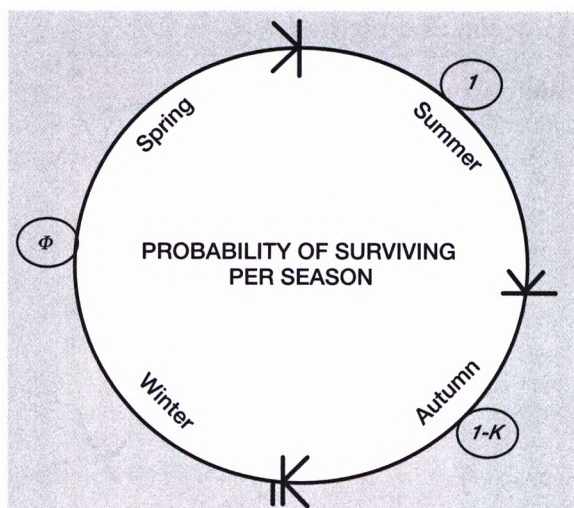 Spring
1
Summer
Φ
PROBABILITY OF SURVIVING
PER SEASON
Winter
Autumn
1-K